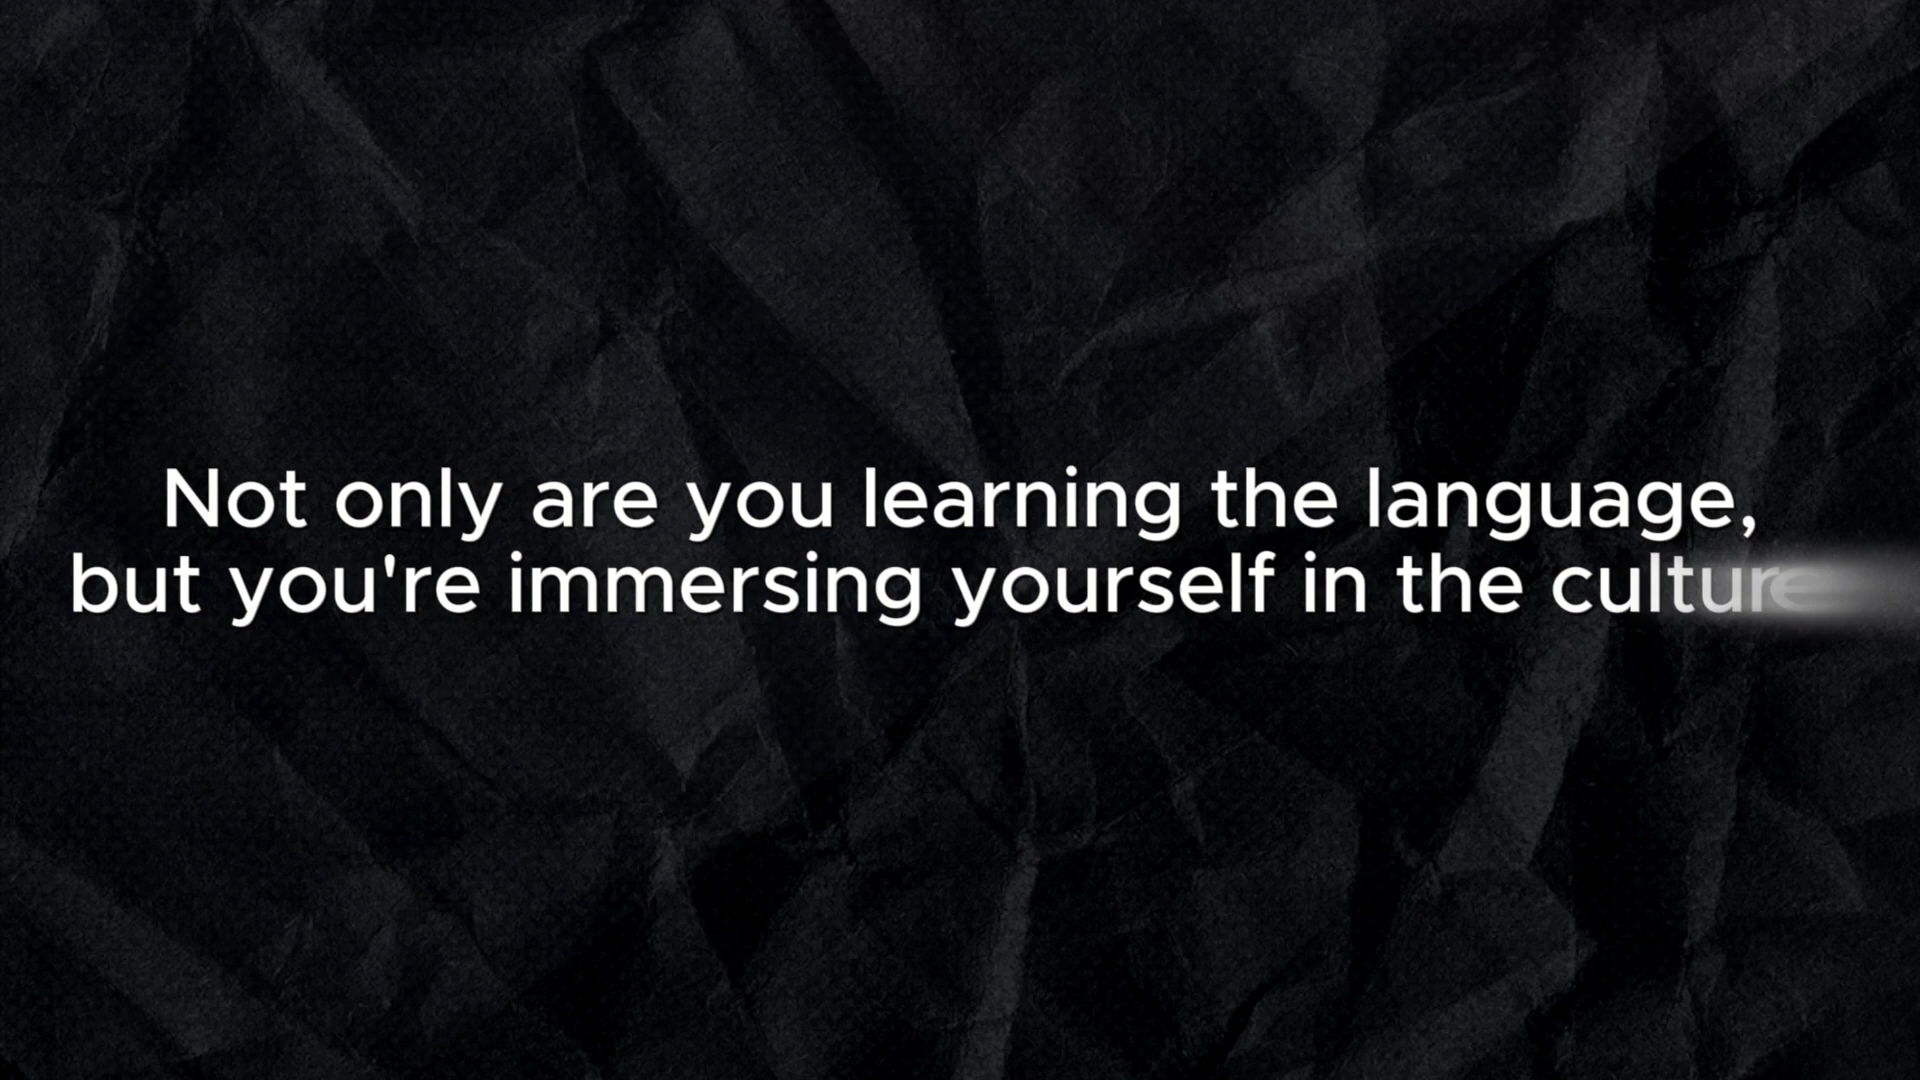 Not only are you learning the language,
but you're immersing yourself in the culture